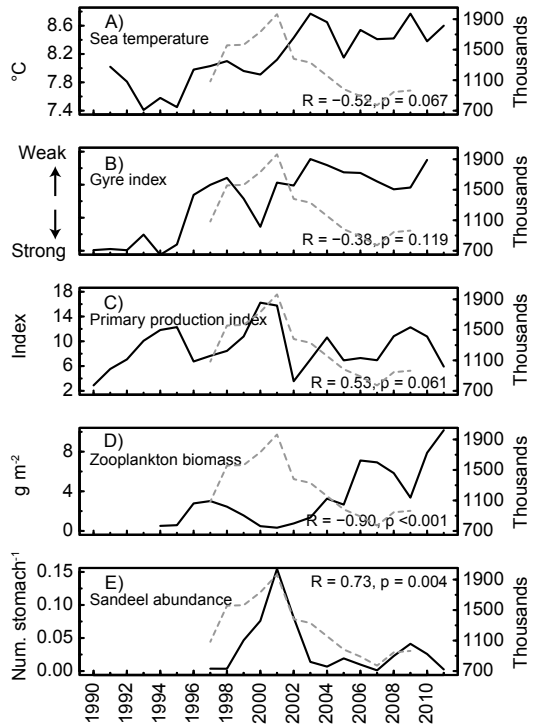 A)
Sea temperature
8.6
8.2
7.8
7.4
°C
1900
1500
1100
700
Thousands
R = −0.52, p = 0.067
Weak
Strong
B)
Gyre index
1900
1500
1100
700
Thousands
R = −0.38, p = 0.119
C)
Primary production index
18
14
10
6
2
Index
1900
1500
1100
700
Thousands
R = 0.53, p = 0.061
D)
Zooplankton biomass
8
4
0
g m⁻²
1900
1500
1100
700
Thousands
R = −0.90, p <0.001
E)
Sandeel abundance
0.15
0.10
0.05
0.00
Num. stomach⁻¹
1900
1500
1100
700
Thousands
R = 0.73, p = 0.004
1990
1992
1994
1996
1998
2000
2002
2004
2006
2008
2010